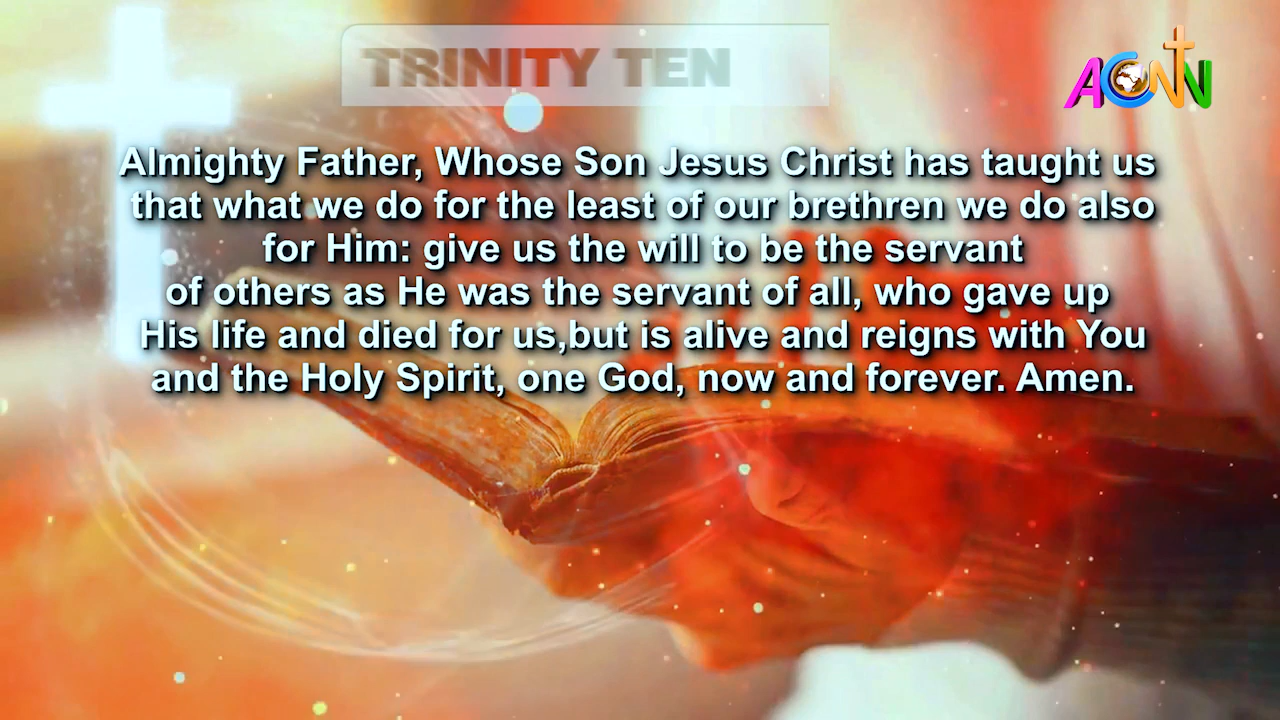 TRINITY TEN
ACNN
Almighty Father, Whose Son Jesus Christ has taught us
that what we do for the least of our brethren we do also
for Him: give us the will to be the servant
of others as He was the servant of all, who gave up
His life and died for us,but is alive and reigns with You
and the Holy Spirit, one God, now and forever. Amen.